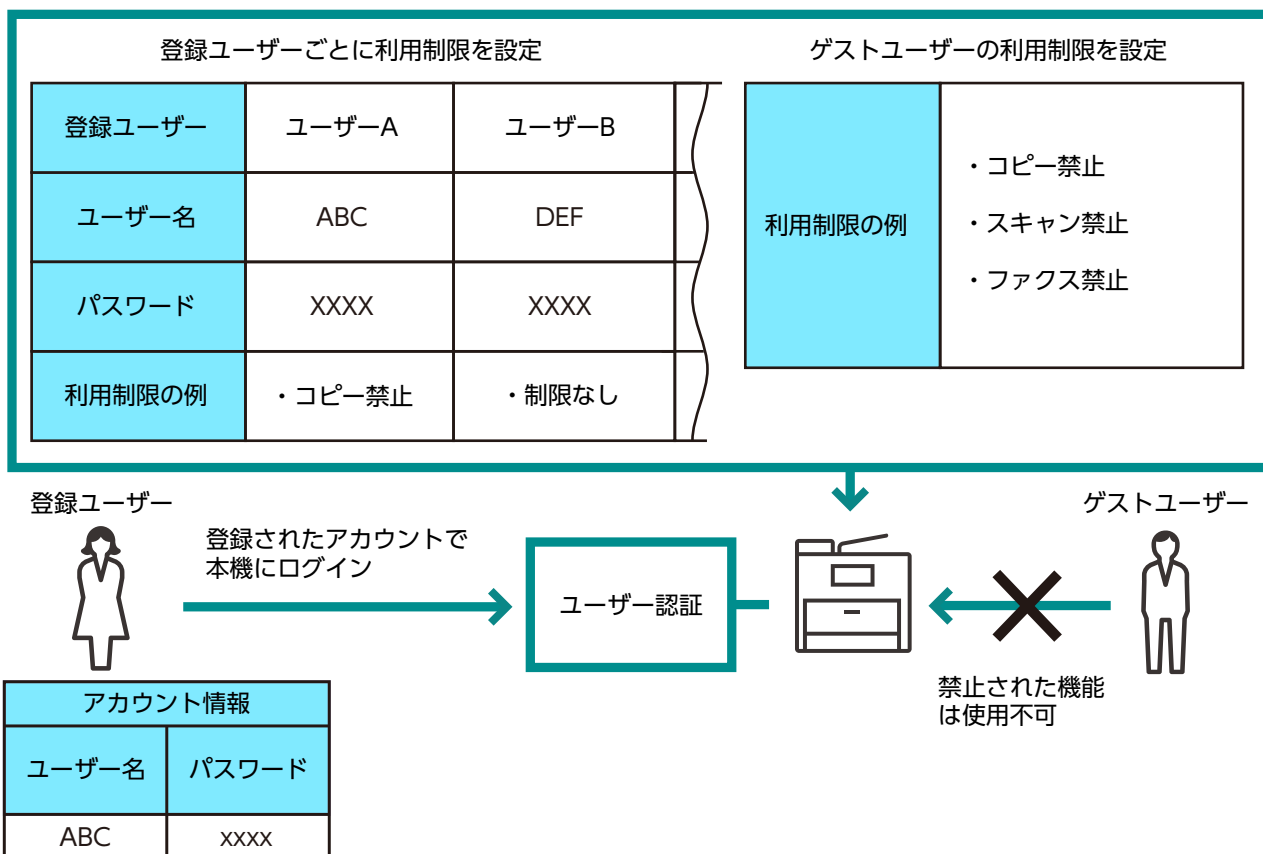 登録ユーザーごとに利用制限を設定
登録ユーザー ユーザーA ユーザーB
ユーザー名 ABC DEF
パスワード XXXX XXXX
利用制限の例 ・コピー禁止 ・制限なし
ゲストユーザーの利用制限を設定
利用制限の例
・コピー禁止
・スキャン禁止
・ファクス禁止
登録ユーザー
登録されたアカウントで
本機にログイン
ユーザー認証
ゲストユーザー
禁止された機能
は使用不可
アカウント情報
ユーザー名 パスワード
ABC xxxx